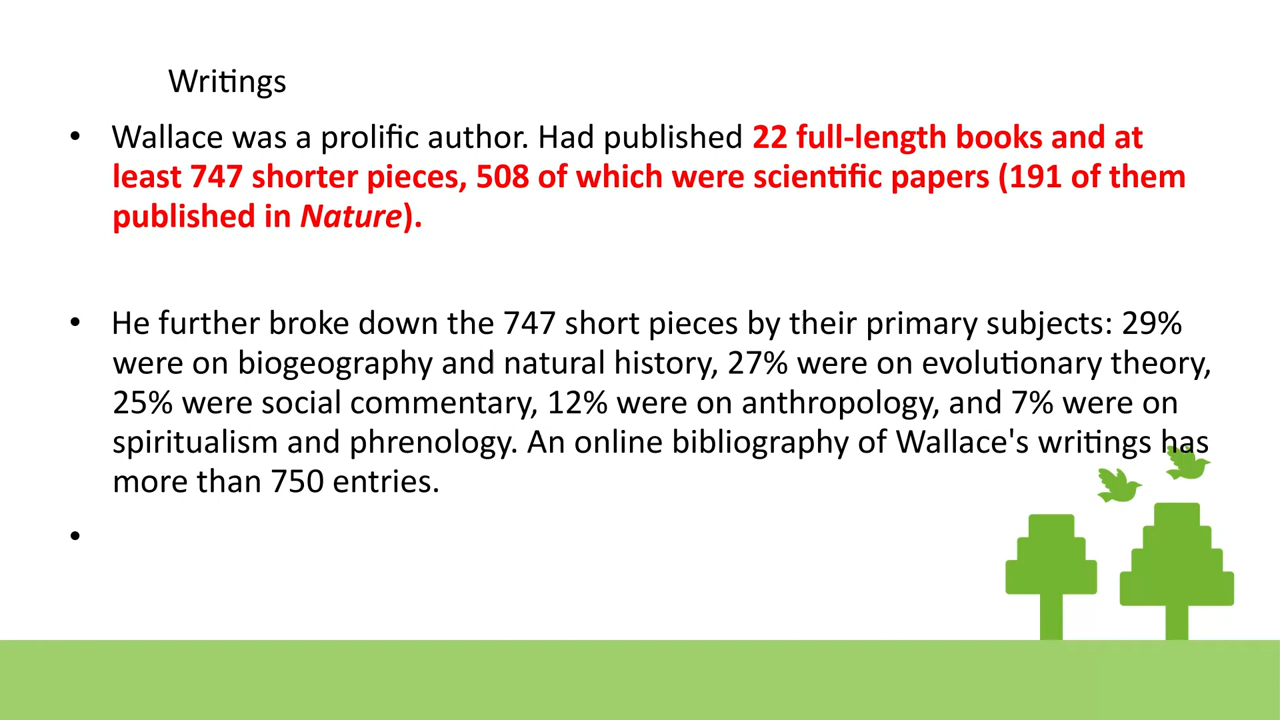 Writings
• Wallace was a prolific author. Had published 22 full-length books and at
least 747 shorter pieces, 508 of which were scientific papers (191 of them
published in Nature).
• He further broke down the 747 short pieces by their primary subjects: 29%
were on biogeography and natural history, 27% were on evolutionary theory,
25% were social commentary, 12% were on anthropology, and 7% were on
spiritualism and phrenology. An online bibliography of Wallace's writings has
more than 750 entries.
•